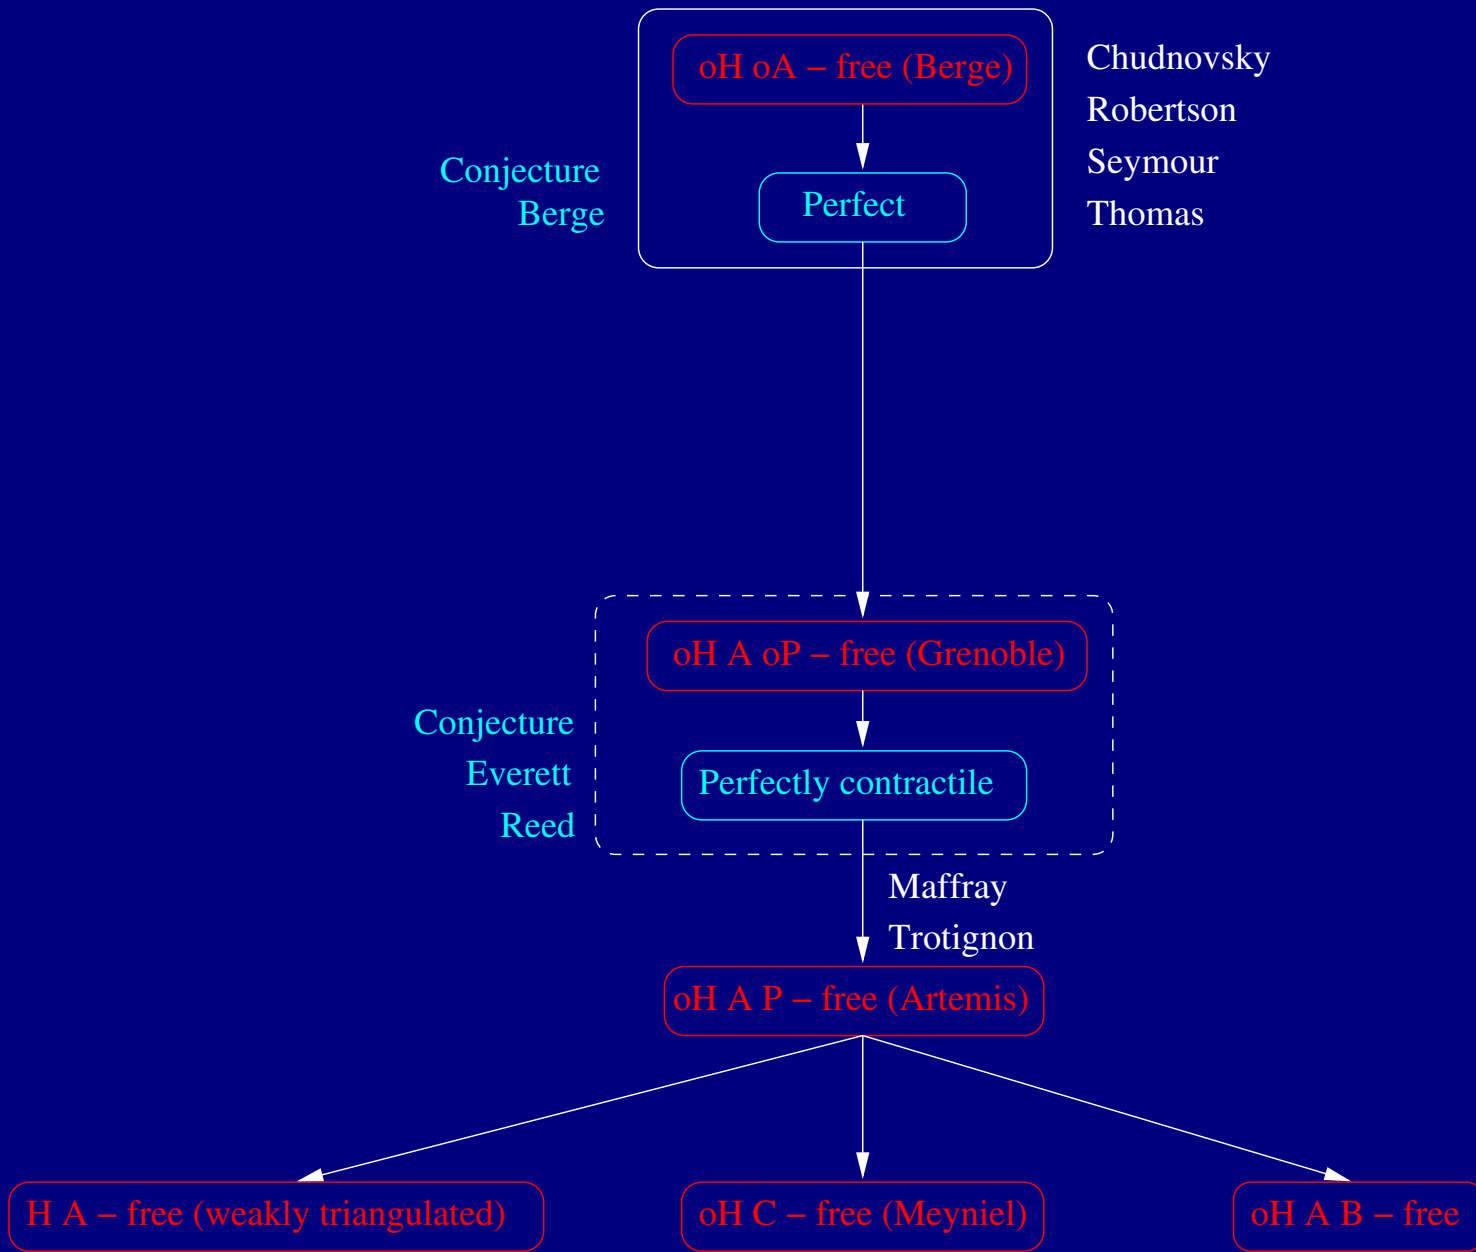 oH oA − free (Berge)
Chudnovsky
Robertson
Seymour
Thomas
Conjecture
Berge
Perfect
oH A oP − free (Grenoble)
Conjecture
Everett
Reed
Perfectly contractile
Maffray
Trotignon
oH A P − free (Artemis)
H A − free (weakly triangulated)
oH C − free (Meyniel)
oH A B − free